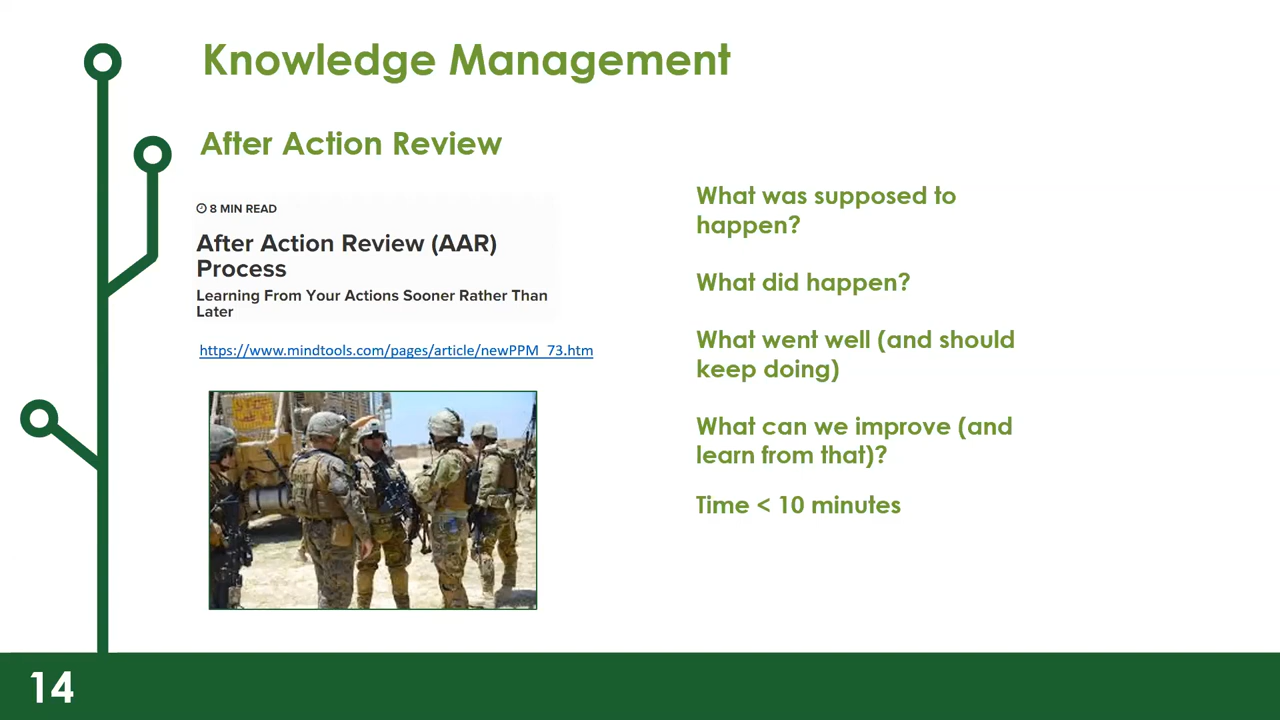 Knowledge Management
After Action Review
8 MIN READ
After Action Review (AAR)
Process
Learning From Your Actions Sooner Rather Than
Later
https://www.mindtools.com/pages/article/newPPM_73.htm
What was supposed to
happen?
What did happen?
What went well (and should
keep doing)
What can we improve (and
learn from that)?
Time < 10 minutes
14